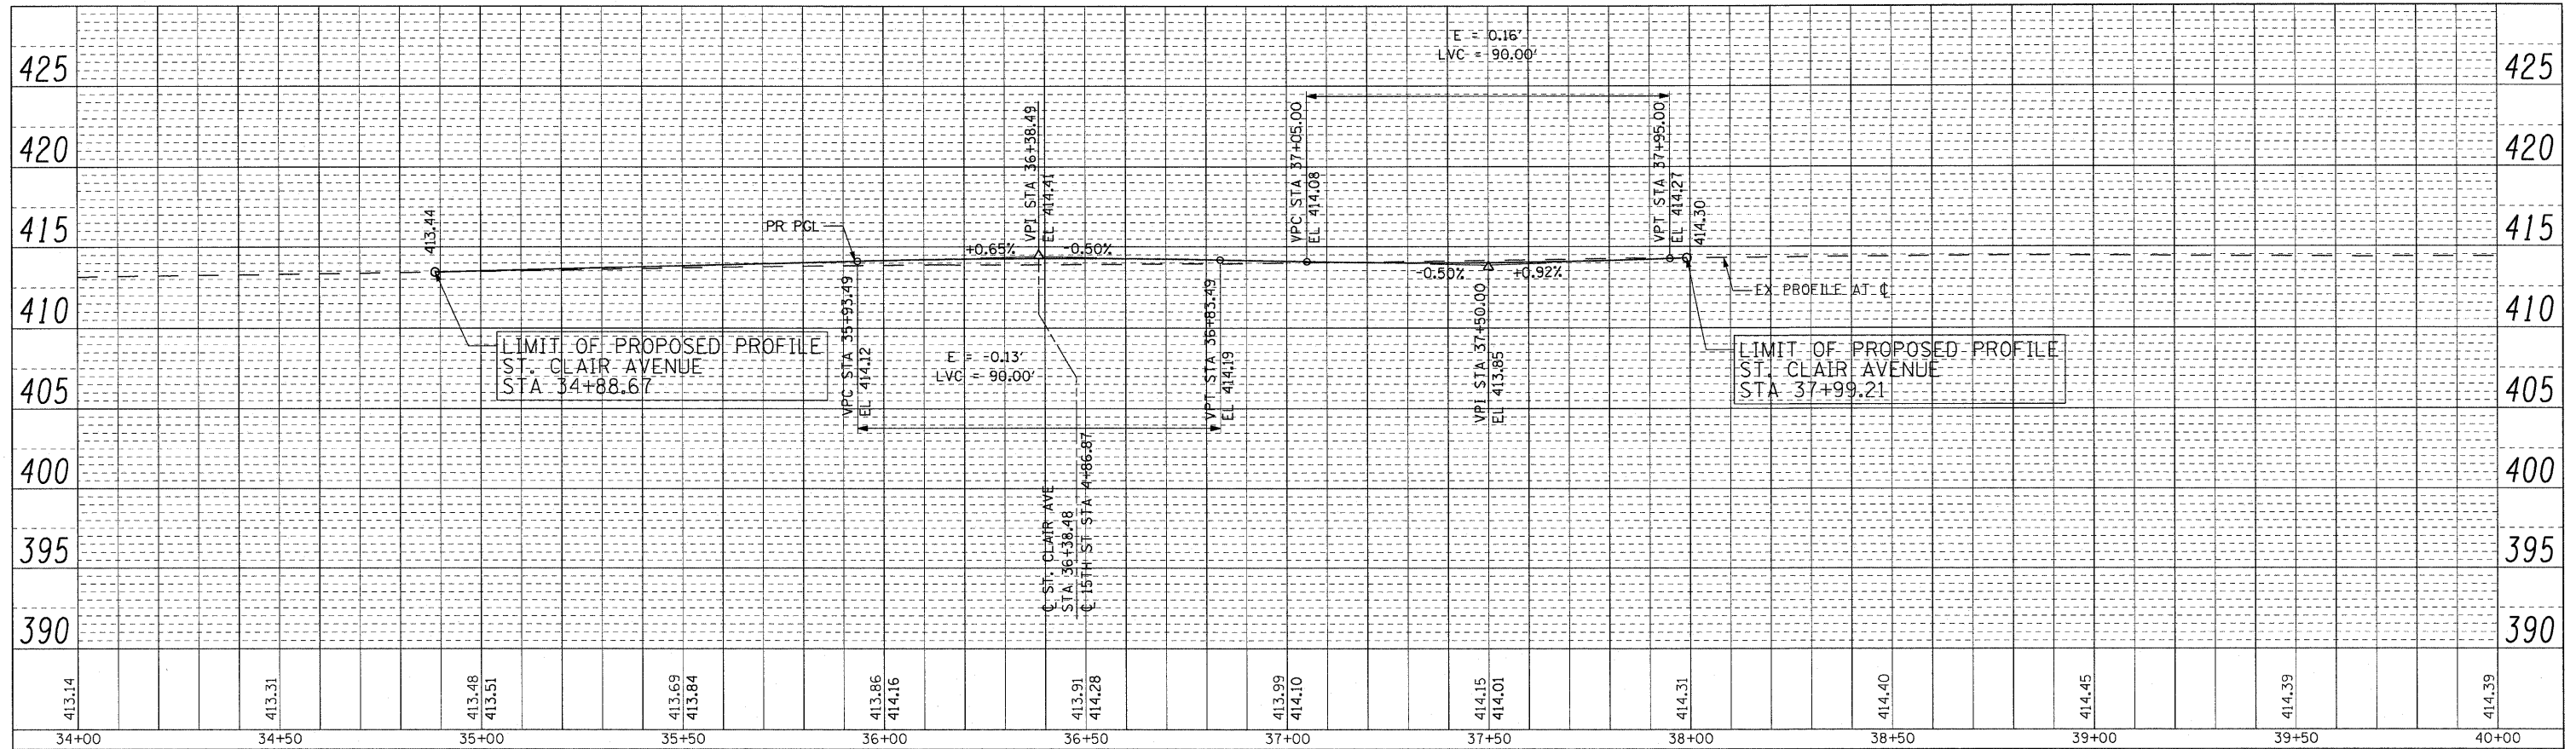 E = 0.16'
LVC = 90.00'
425
425
420
420
415
415
410
410
405
405
400
400
395
395
390
390
413.44
PR PGL
VPI STA 36+38.49
EL 414.41
+0.65%
-0.50%
VPC STA 37+05.00
EL 414.08
VPT STA 37+95.00
EL 414.27
414.30
-0.50%
+0.92%
EX PROFILE AT ℄
LIMIT OF PROPOSED PROFILE
ST. CLAIR AVENUE
STA 34+88.67
VPC STA 35+93.49
EL 414.12
E = -0.13'
LVC = 90.00'
VPT STA 36+83.49
EL 414.19
VPI STA 37+50.00
EL 413.85
LIMIT OF PROPOSED PROFILE
ST. CLAIR AVENUE
STA 37+99.21
℄ ST. CLAIR AVE
STA 36+38.48
℄ 15TH ST STA 4+86.87
413.14
413.31
413.48
413.51
413.69
413.84
413.86
414.16
413.91
414.28
413.99
414.10
414.15
414.01
414.31
414.40
414.45
414.39
414.39
34+00 34+50 35+00 35+50 36+00 36+50 37+00 37+50 38+00 38+50 39+00 39+50 40+00